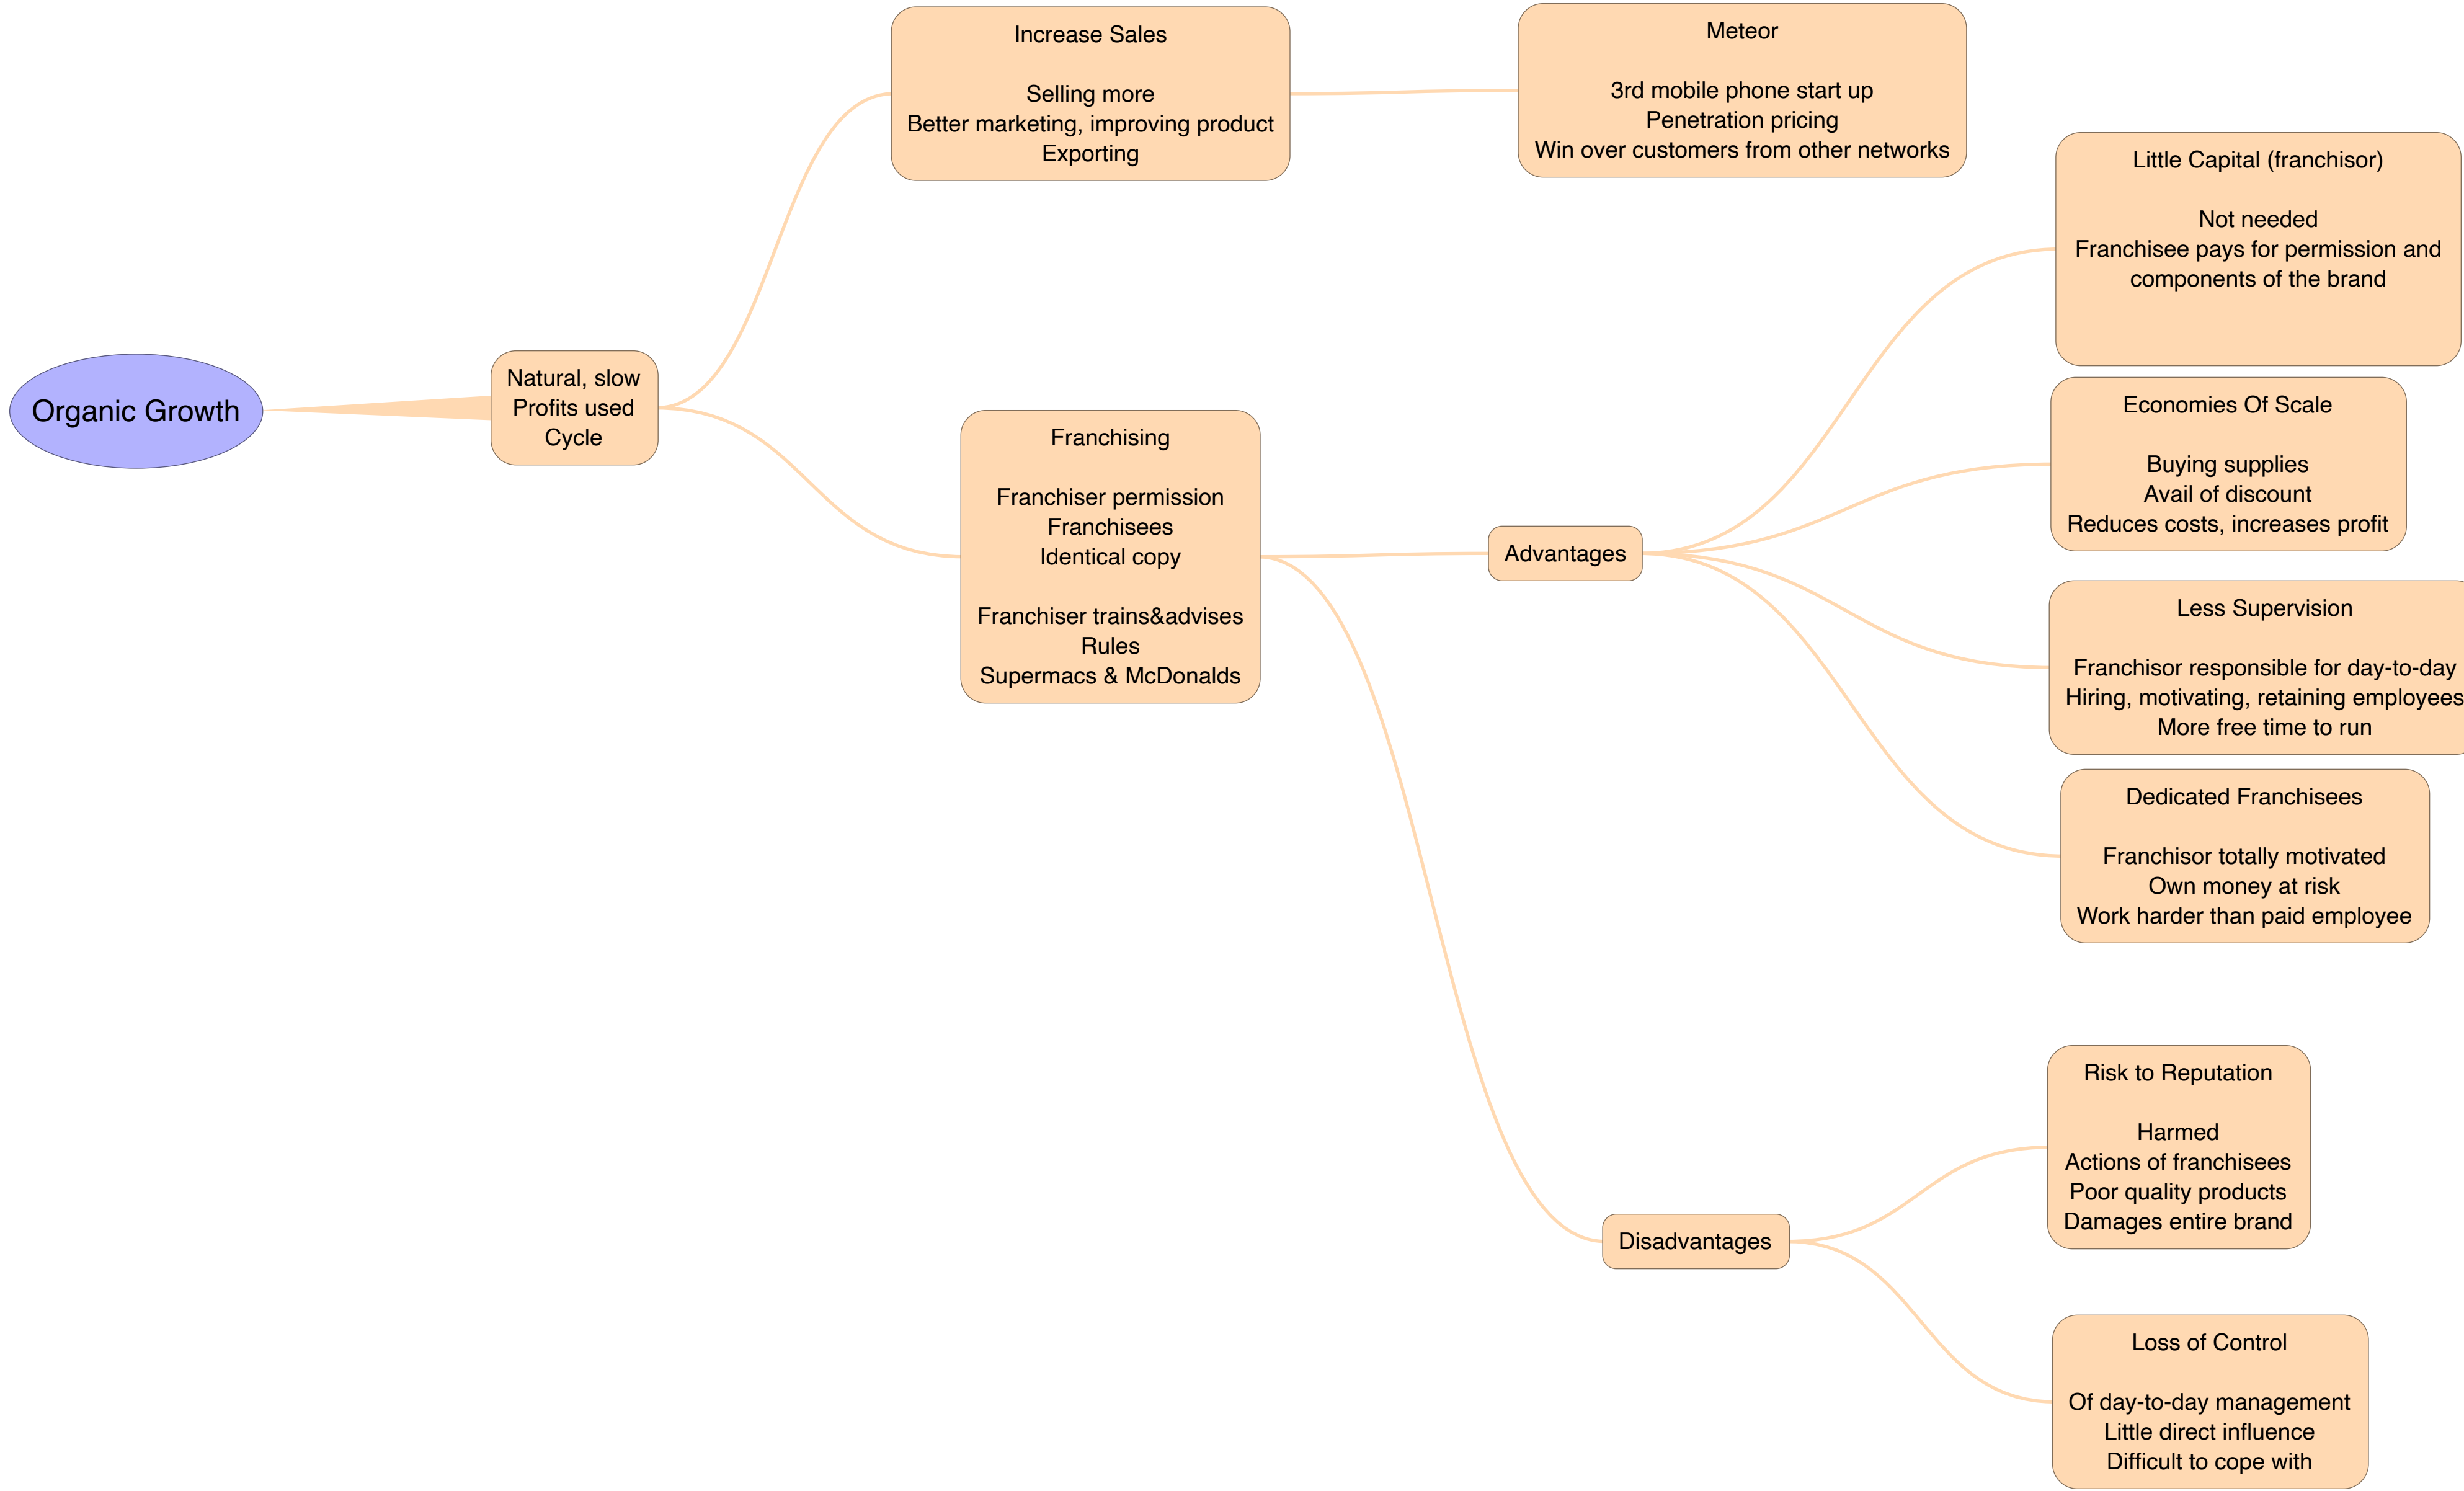 Organic Growth
Natural, slow
Profits used
Cycle
Increase Sales
Selling more
Better marketing, improving product
Exporting
Meteor
3rd mobile phone start up
Penetration pricing
Win over customers from other networks
Franchising
Franchiser permission
Franchisees
Identical copy
Franchiser trains&advises
Rules
Supermacs & McDonalds
Advantages
Little Capital (franchisor)
Not needed
Franchisee pays for permission and
components of the brand
Economies Of Scale
Buying supplies
Avail of discount
Reduces costs, increases profit
Less Supervision
Franchisor responsible for day-to-day
Hiring, motivating, retaining employees
More free time to run
Dedicated Franchisees
Franchisor totally motivated
Own money at risk
Work harder than paid employee
Disadvantages
Risk to Reputation
Harmed
Actions of franchisees
Poor quality products
Damages entire brand
Loss of Control
Of day-to-day management
Little direct influence
Difficult to cope with